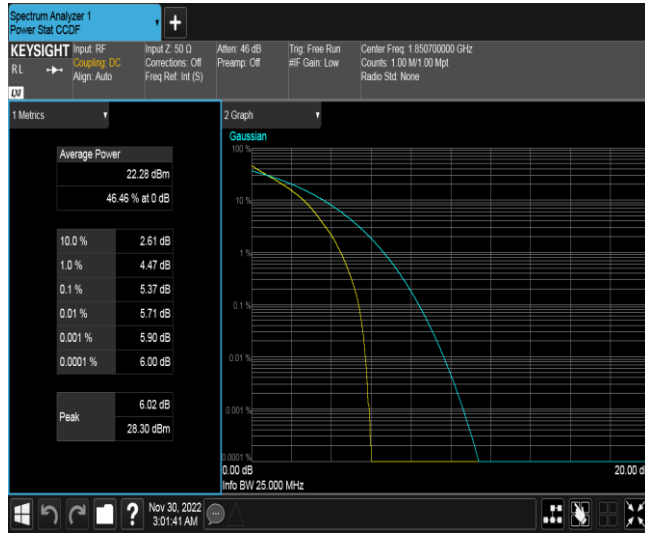 Spectrum Analyzer 1
Power Stat CCDF
+
KEYSIGHT
RL
LXI
Input: RF
Coupling: DC
Align: Auto
Input Z: 50 Ω
Corrections: Off
Freq Ref: Int (S)
Atten: 46 dB
Preamp: Off
Trig: Free Run
#IF Gain: Low
Center Freq: 1.850700000 GHz
Counts: 1.00 M/1.00 Mpt
Radio Std: None
1 Metrics
Average Power
22.28 dBm
46.46 % at 0 dB
10.0 % 2.61 dB
1.0 % 4.47 dB
0.1 % 5.37 dB
0.01 % 5.71 dB
0.001 % 5.90 dB
0.0001 % 6.00 dB
Peak
6.02 dB
28.30 dBm
2 Graph
Gaussian
100 %
10 %
1 %
0.1 %
0.01 %
0.001 %
0.0001 %
0.00 dB
20.00 d
Info BW 25.000 MHz
?
Nov 30, 2022
3:01:41 AM